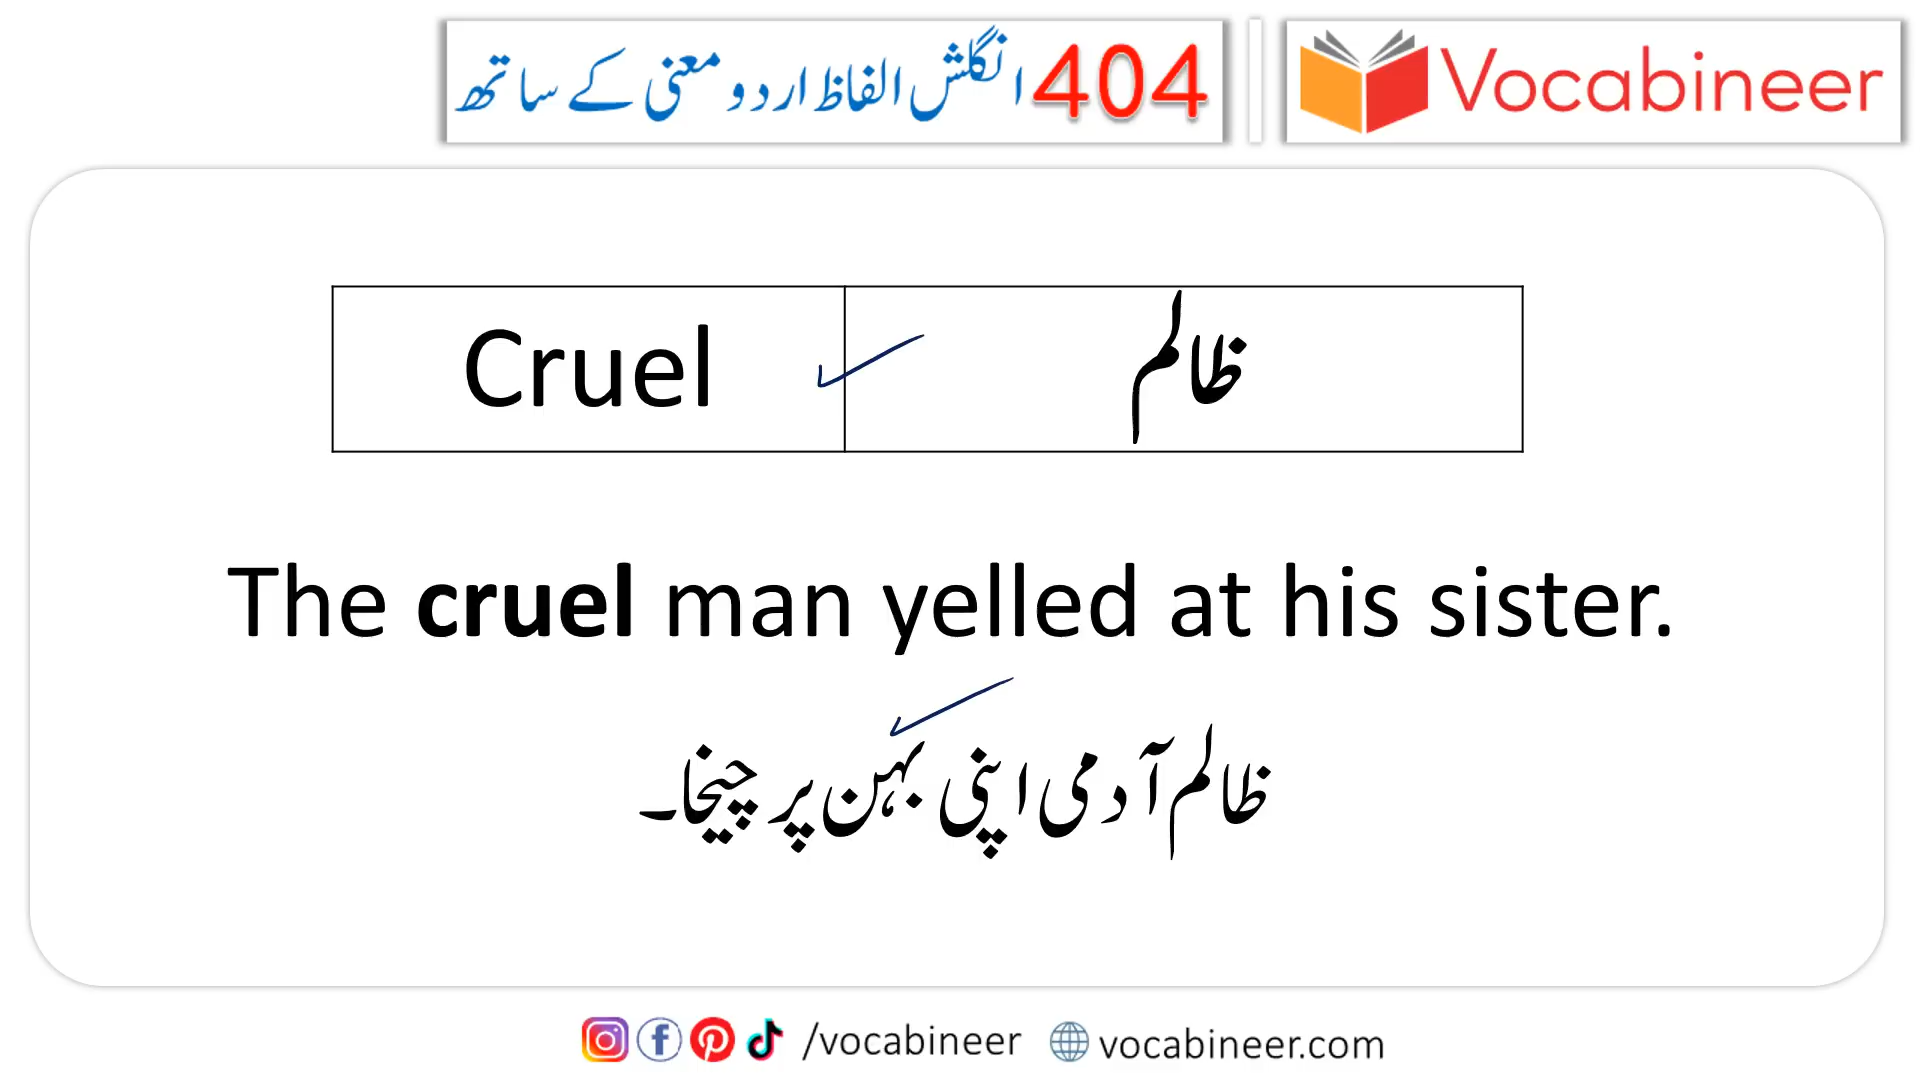 404 انگلش الفاظ اردو معنی کے ساتھ
Vocabineer
Cruel
ظالم
The cruel man yelled at his sister.
ظالم آدمی اپنی بہن پر چیخا۔
/vocabineer
vocabineer.com